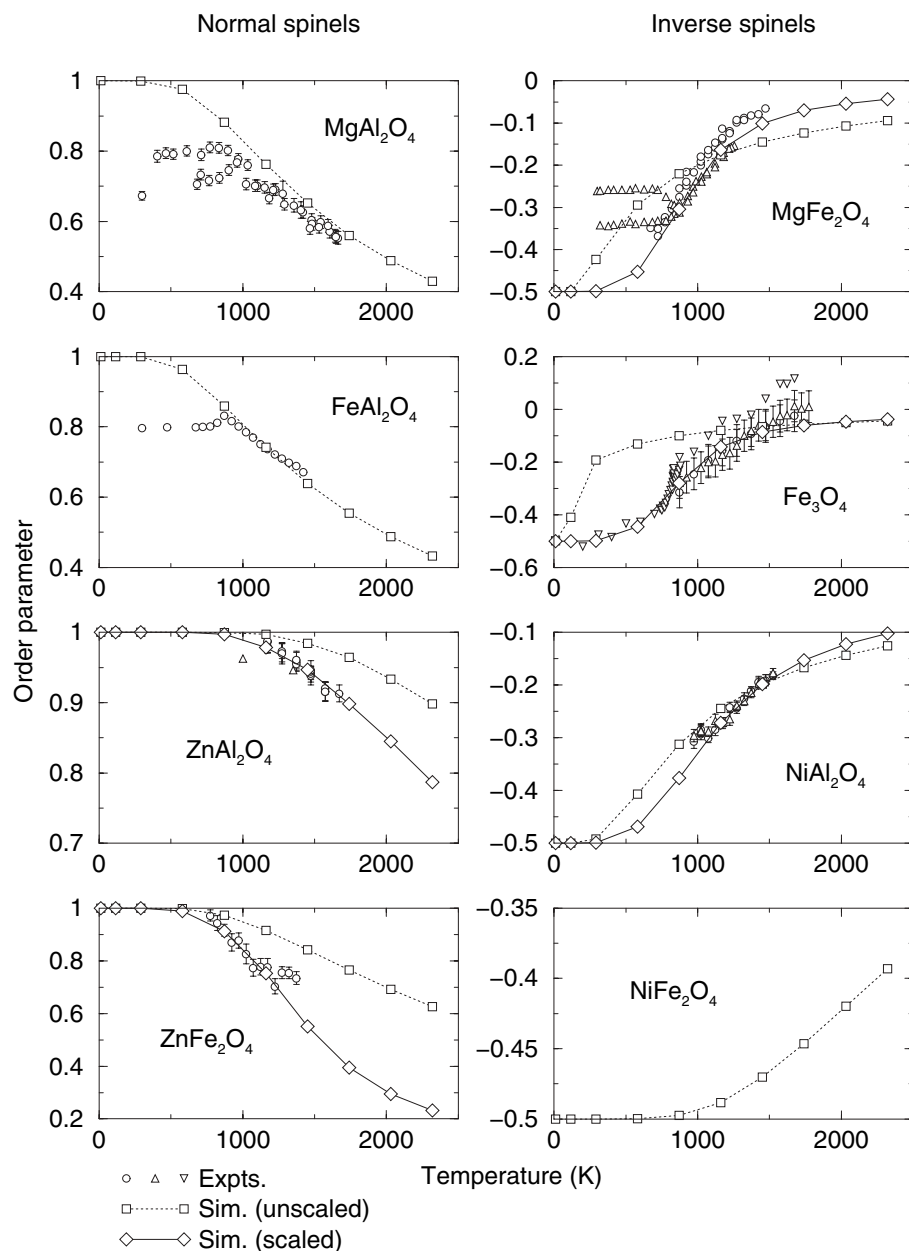 Normal spinels
Inverse spinels
Order parameter
1
0.8
0.6
0.4
0 1000 2000
MgAl₂O₄
0
−0.1
−0.2
−0.3
−0.4
−0.5
0 1000 2000
MgFe₂O₄
1
0.8
0.6
0.4
0 1000 2000
FeAl₂O₄
0.2
0
−0.2
−0.4
−0.6
0 1000 2000
Fe₃O₄
1
0.9
0.8
0.7
0 1000 2000
ZnAl₂O₄
−0.1
−0.2
−0.3
−0.4
−0.5
0 1000 2000
NiAl₂O₄
1
0.8
0.6
0.4
0.2
0 1000 2000
ZnFe₂O₄
−0.35
−0.4
−0.45
−0.5
0 1000 2000
NiFe₂O₄
Temperature (K)
Expts.
Sim. (unscaled)
Sim. (scaled)